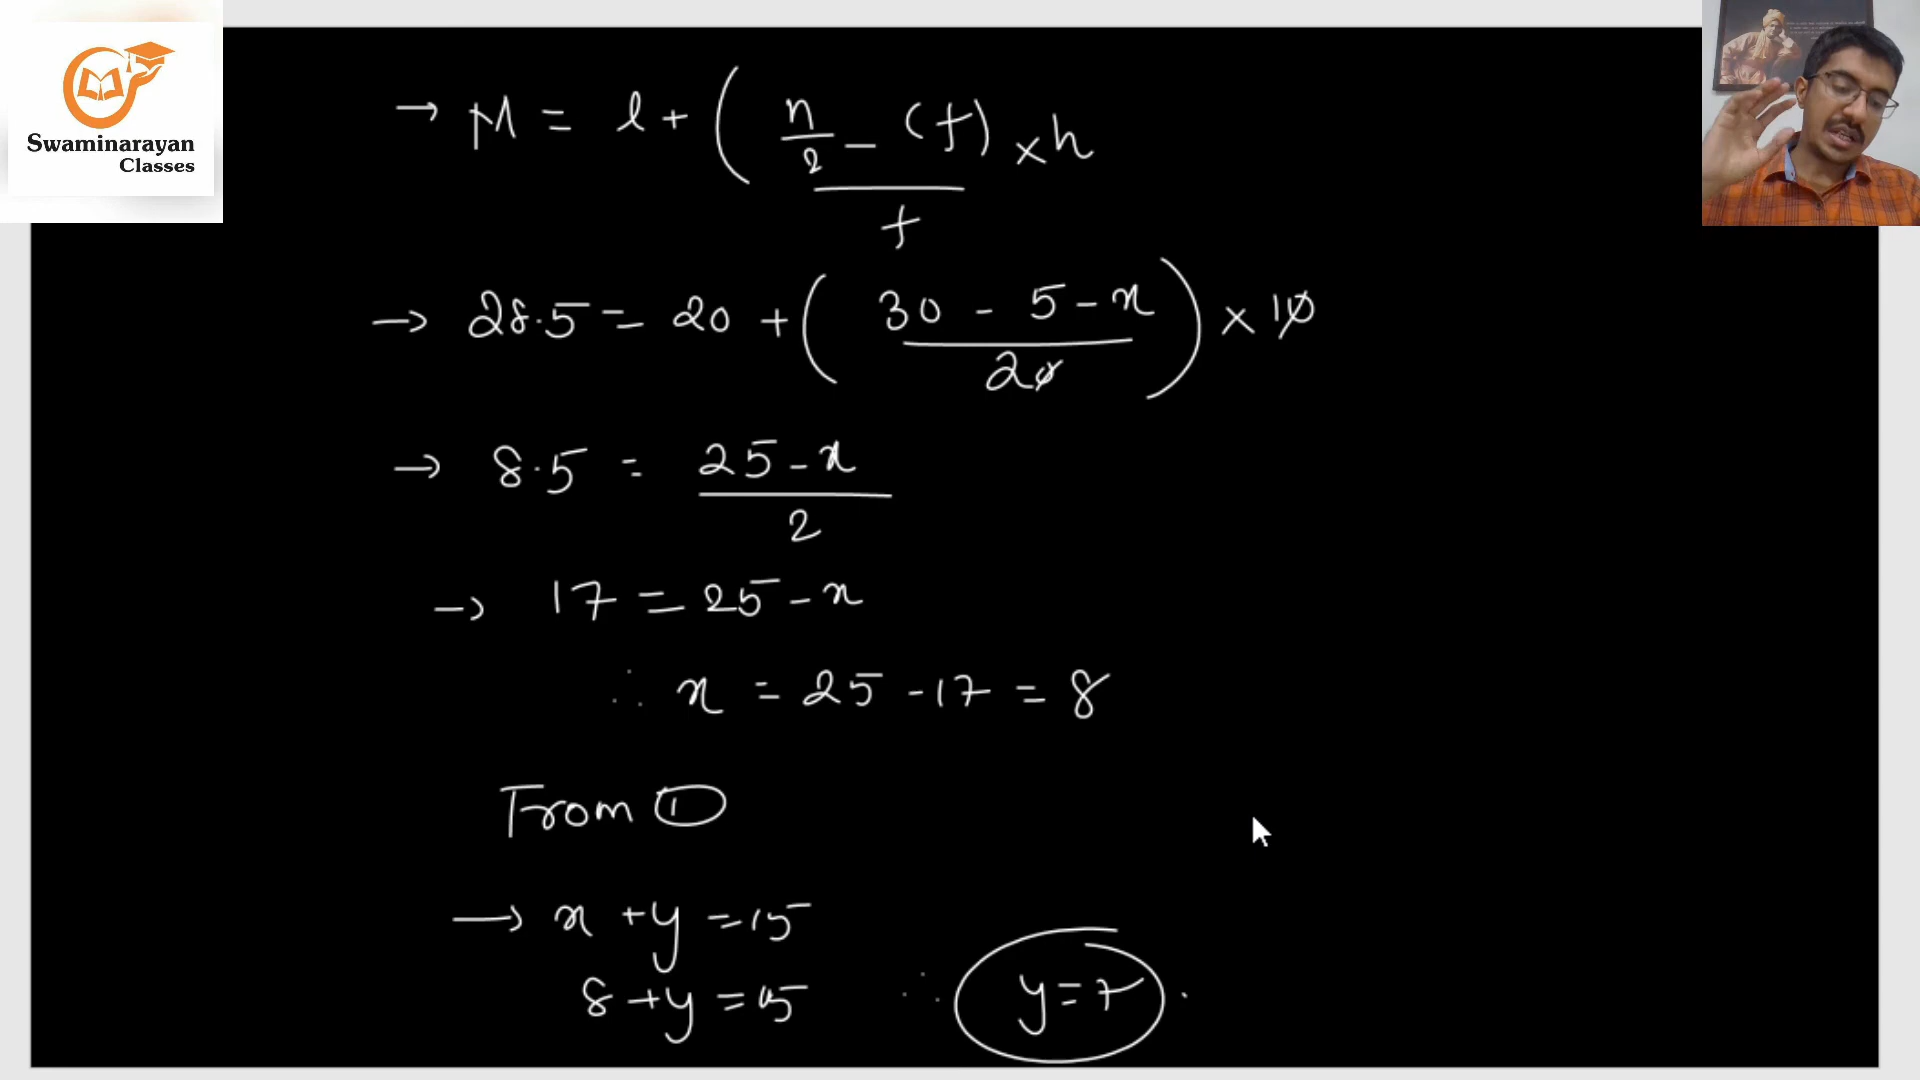 Swaminarayan
Classes
→ M = l + ( n/2 - cf ) / f × h
→ 28.5 = 20 + ( 30 - 5 - x / 20 ) × 10
→ 8.5 = 25 - x / 2
→ 17 = 25 - x
∴ x = 25 - 17 = 8
From ①
→ x + y = 15
8 + y = 15 ∴ y = 7 .